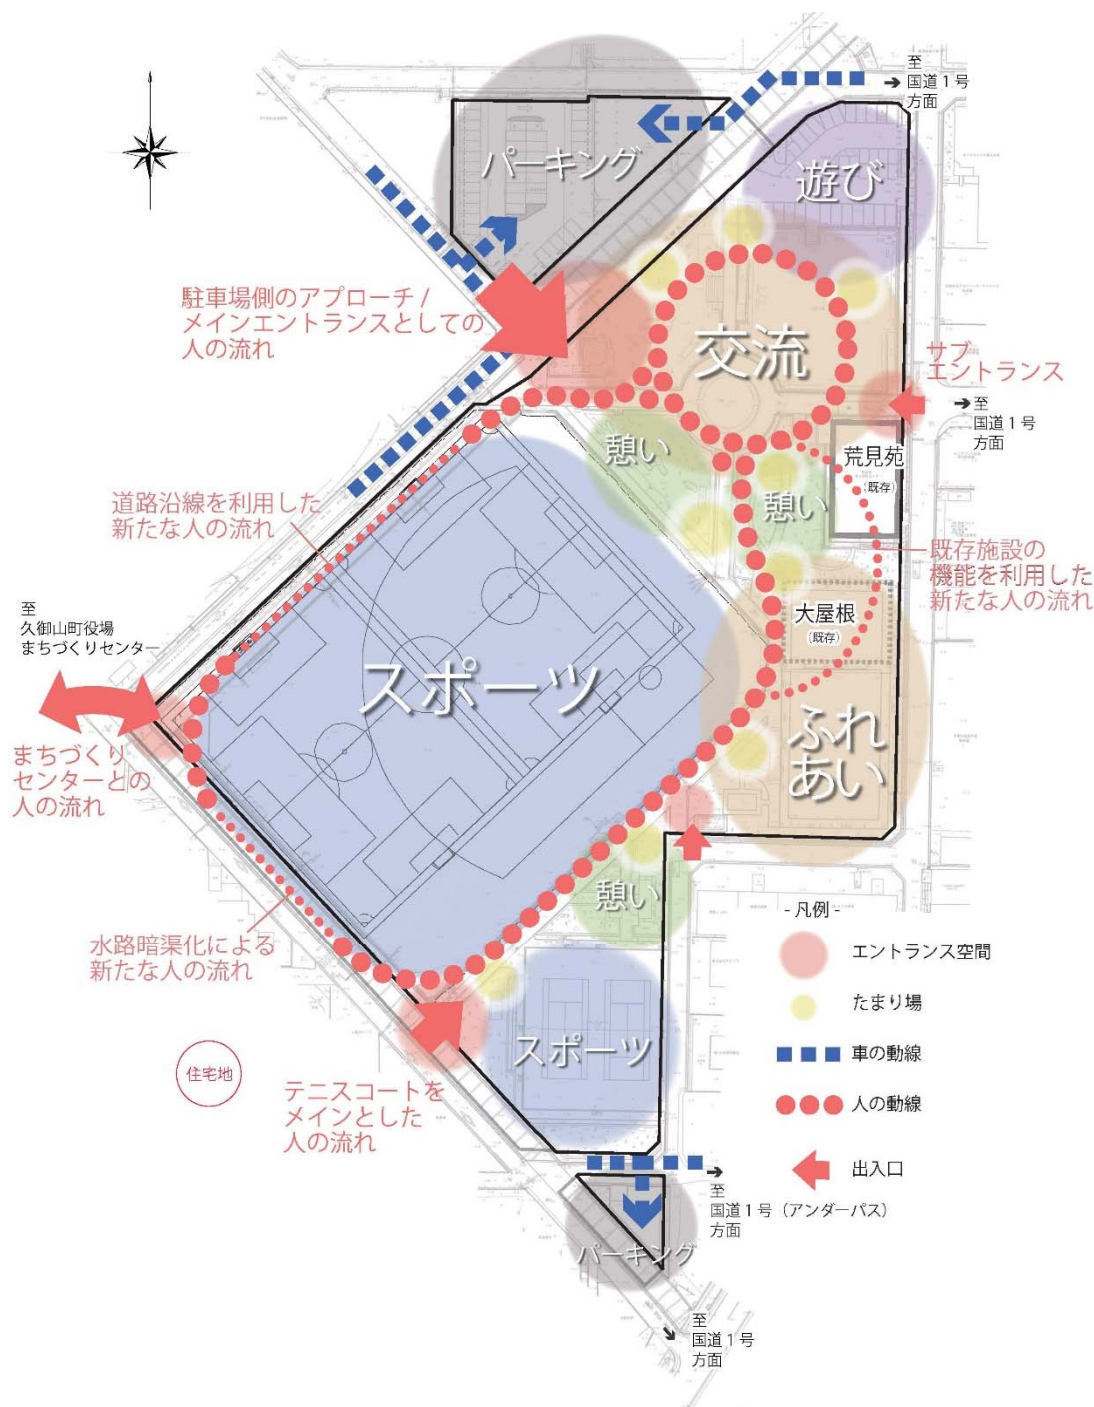 至
国道1号
方面
パーキング
遊び
駐車場側のアプローチ /
メインエントランスとしての
人の流れ
交流
サブ
エントランス
至
国道1号
方面
憩い
荒見苑
(既存)
憩い
道路沿線を利用した
新たな人の流れ
既存施設の
機能を利用した
新たな人の流れ
至
久御山町役場
まちづくりセンター
大屋根
(既存)
スポーツ
ふれ
あい
まちづくり
センターとの
人の流れ
憩い
- 凡例 -
エントランス空間
水路暗渠化による
新たな人の流れ
たまり場
スポーツ
車の動線
住宅地
テニスコートを
メインとした
人の流れ
人の動線
出入口
至
国道1号（アンダーパス）
方面
パーキング
至
国道1号
方面